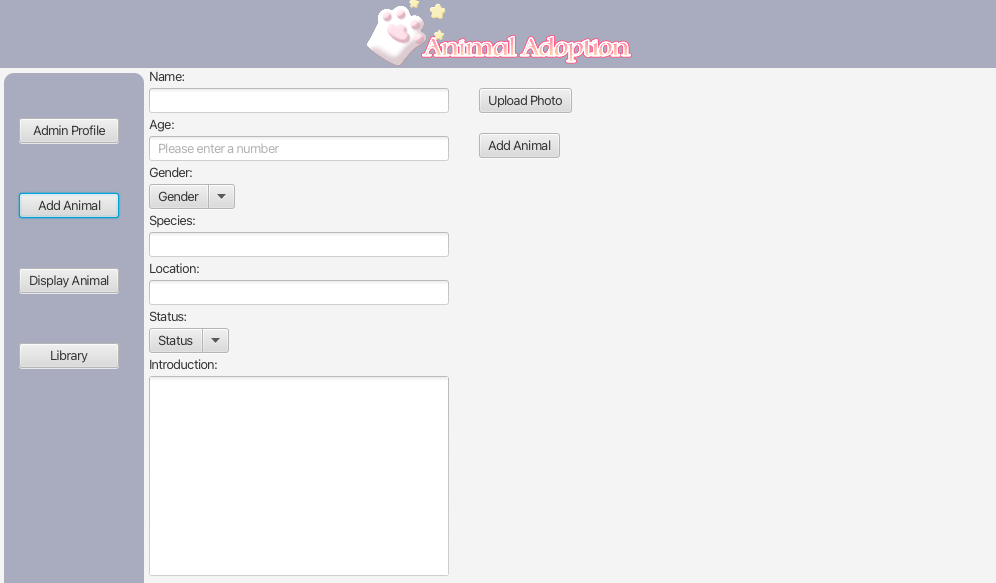 Animal Adoption
Admin Profile
Add Animal
Display Animal
Library
Name:
Age:
Please enter a number
Gender:
Gender
Species:
Location:
Status:
Status
Introduction:
Upload Photo
Add Animal